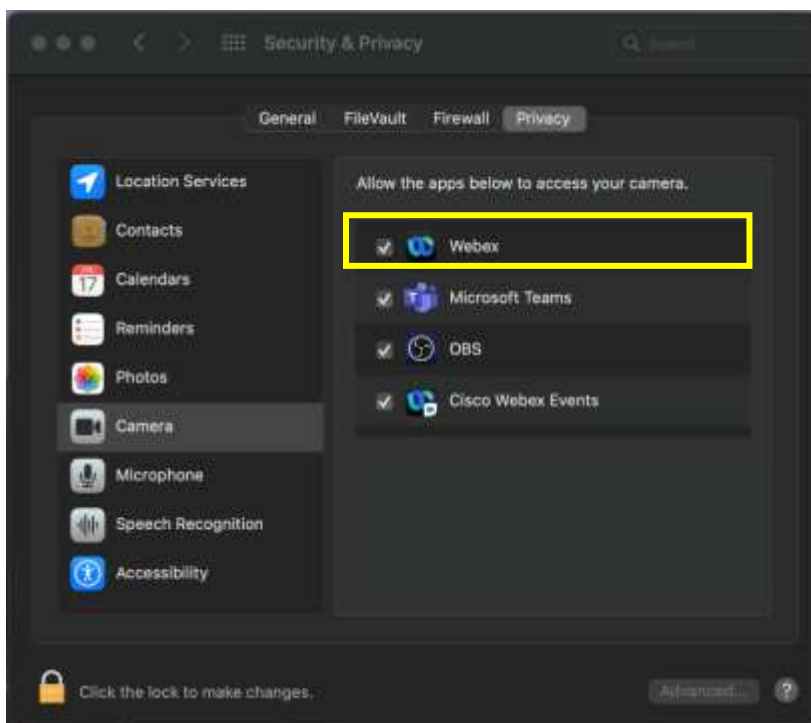 Security & Privacy
Search
General FileVault Firewall Privacy
Location Services
Contacts
Calendars
Reminders
Photos
Camera
Microphone
Speech Recognition
Accessibility
Allow the apps below to access your camera.
Webex
Microsoft Teams
OBS
Cisco Webex Events
17
Click the lock to make changes.
Advanced...
?